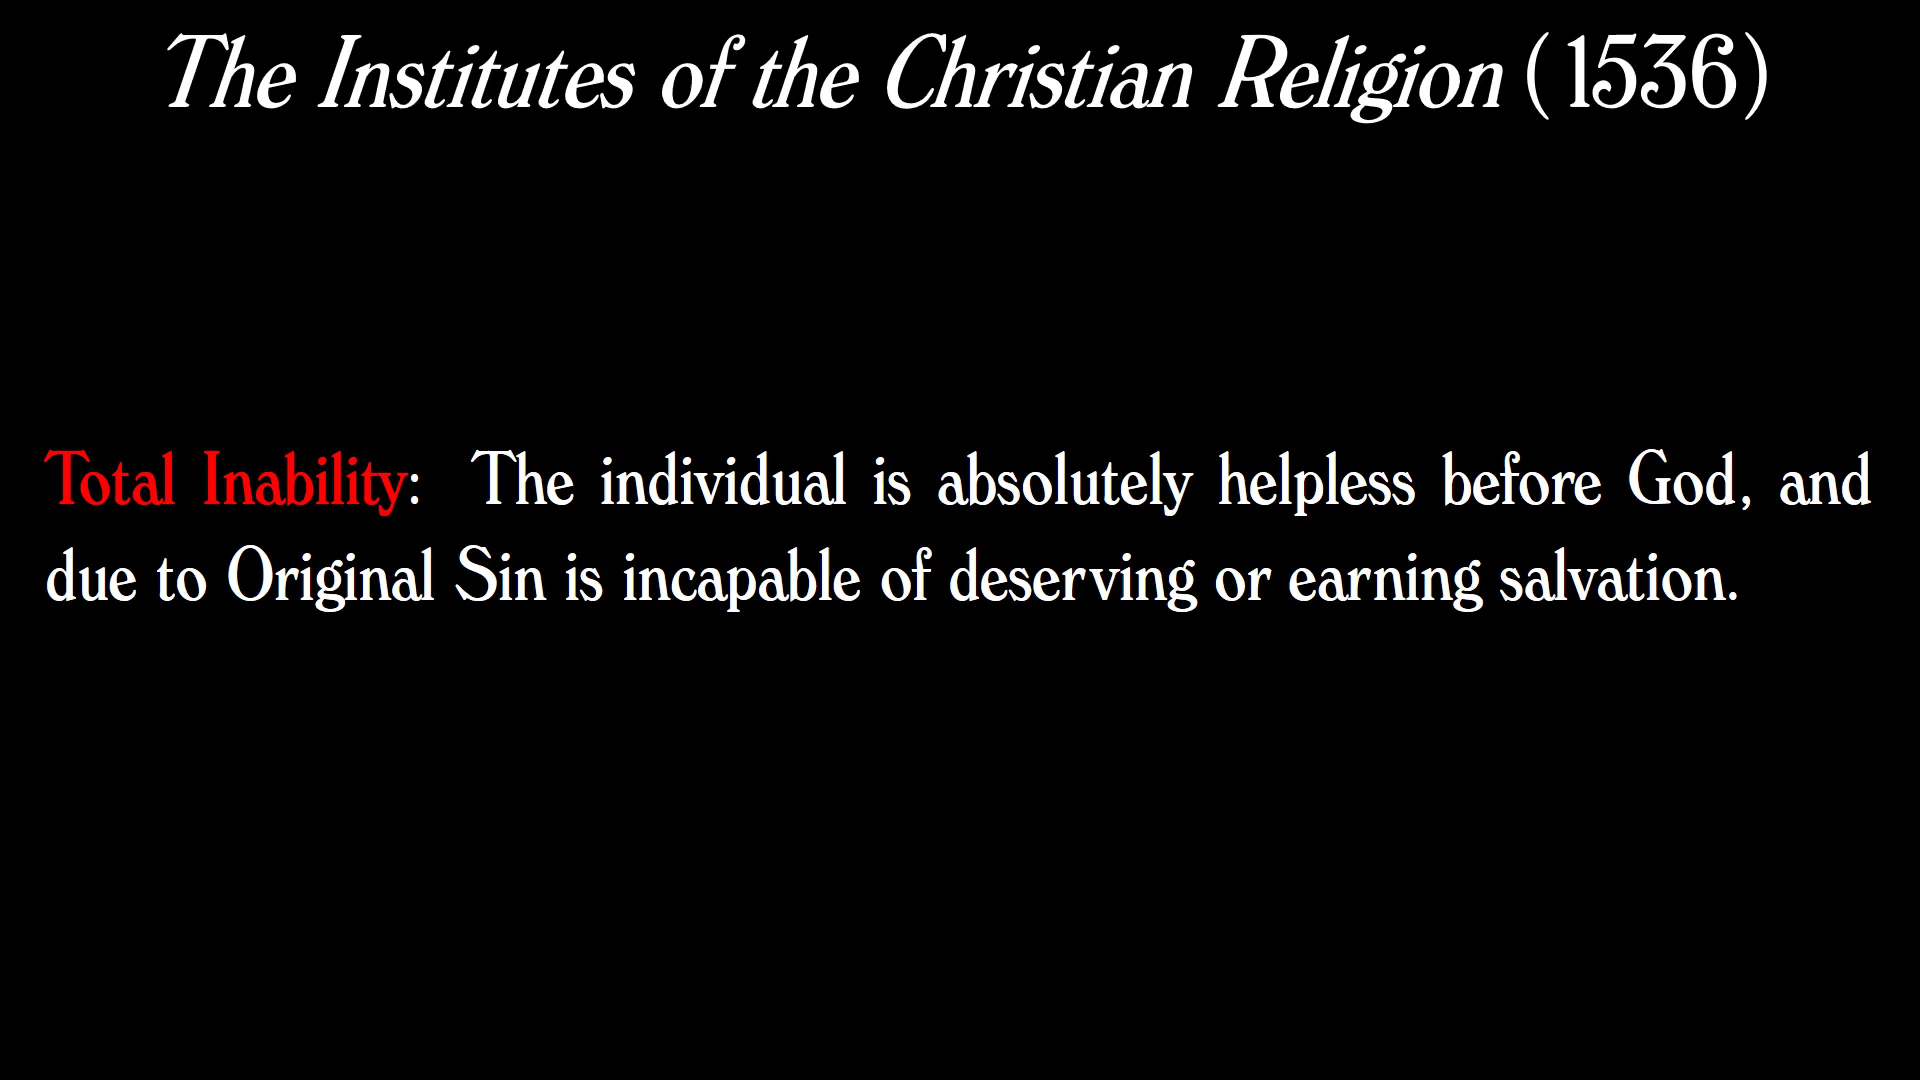 The Institutes of the Christian Religion (1536)
Total Inability: The individual is absolutely helpless before God, and
due to Original Sin is incapable of deserving or earning salvation.